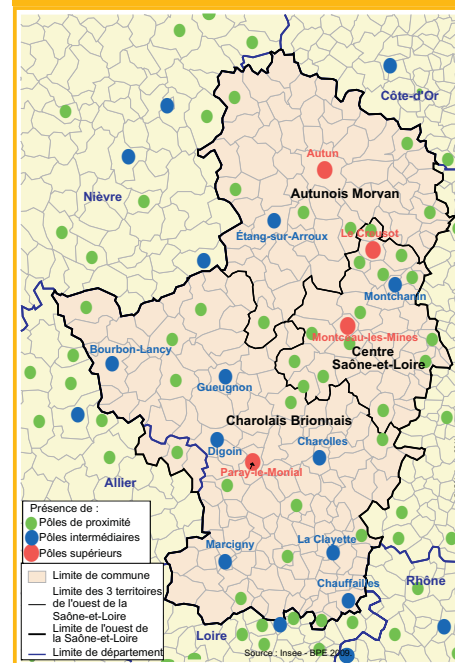 Côte-d'Or
Autun
Autunois Morvan
Nièvre
Étang-sur-Arroux
Le Creusot
Montchanin
Montceau-les-Mines
Centre
Saône-et-Loire
Bourbon-Lancy
Gueugnon
Charolais Brionnais
Digoin
Charolles
Paray-le-Monial
Allier
Marcigny
La Clayette
Chauffailles
Rhône
Loire
Présence de :
Pôles de proximité
Pôles intermédiaires
Pôles supérieurs
Limite de commune
Limite des 3 territoires
de l'ouest de la
Saône-et-Loire
Limite de l'ouest de
la Saône-et-Loire
Limite de département
Source : Insee - BPE 2009.